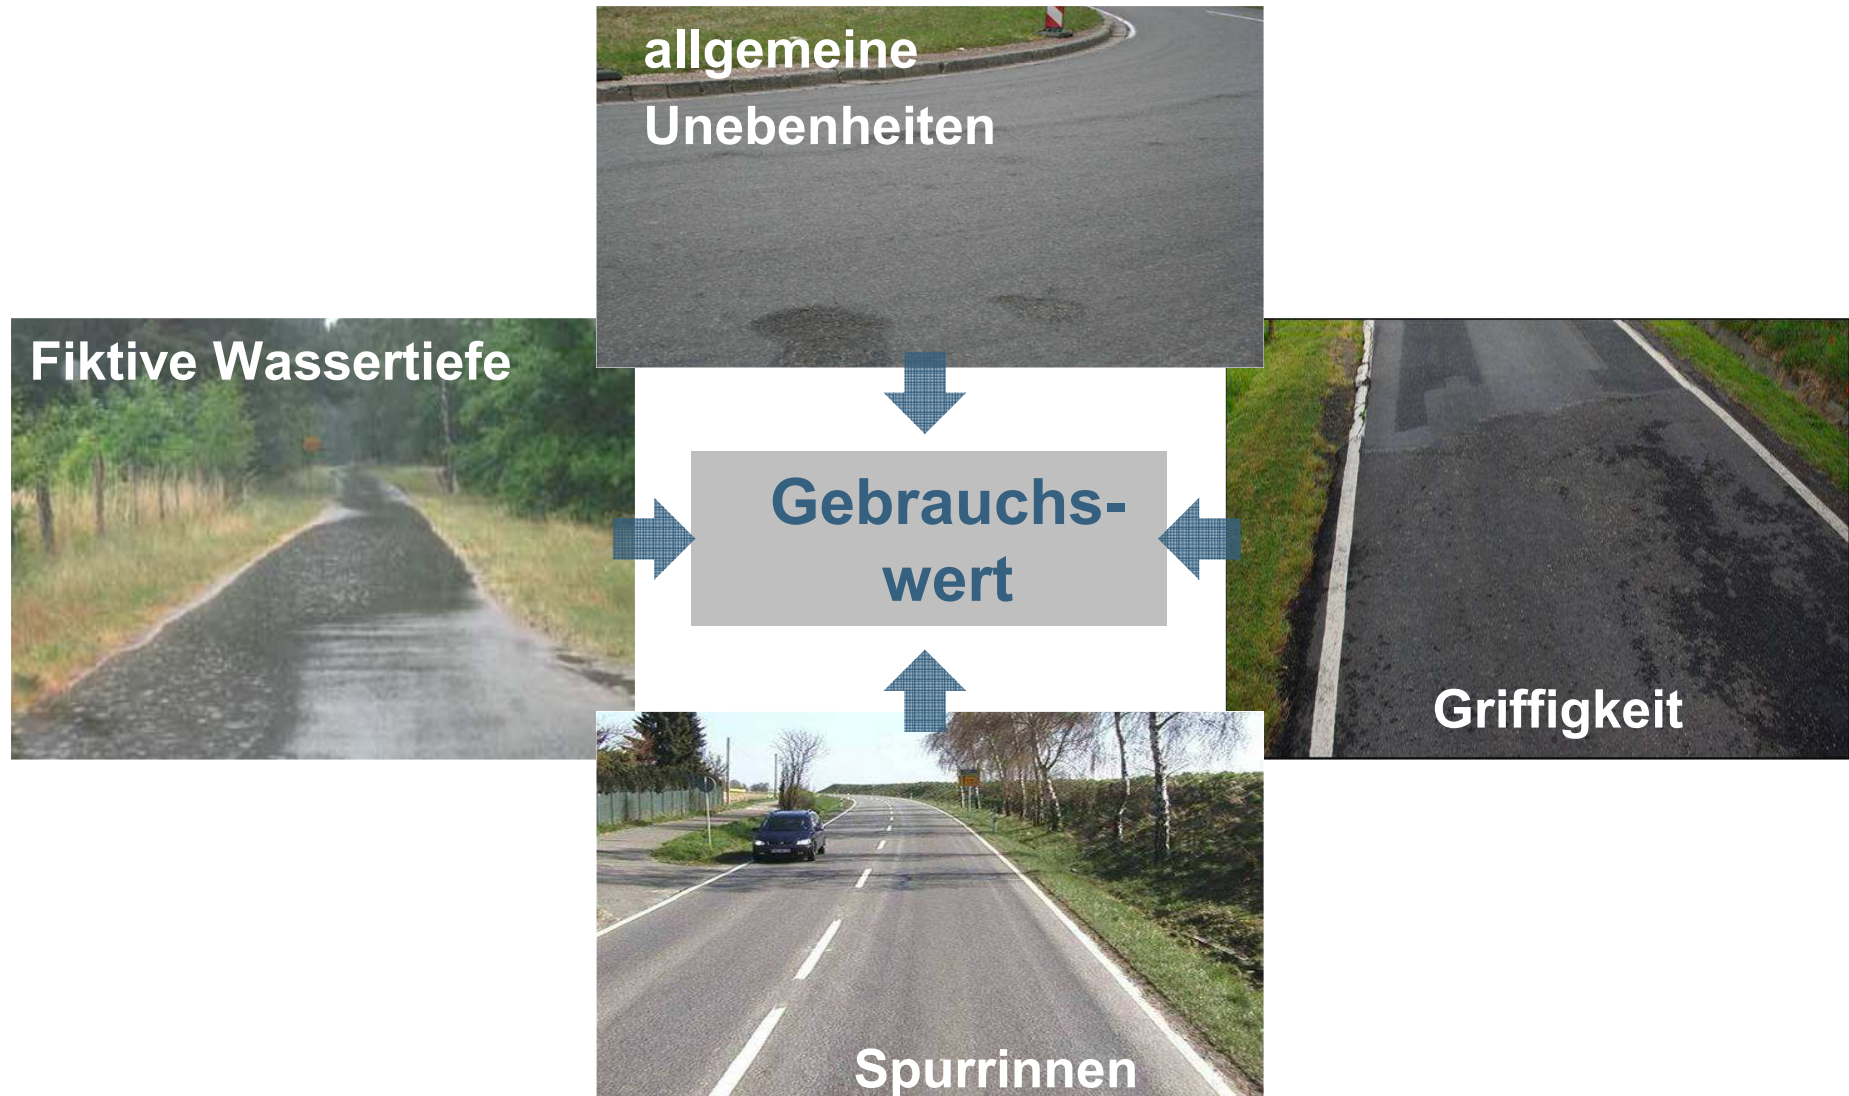 allgemeine
Unebenheiten
Fiktive Wassertiefe
Gebrauchs-
wert
Griffigkeit
Spurrinnen